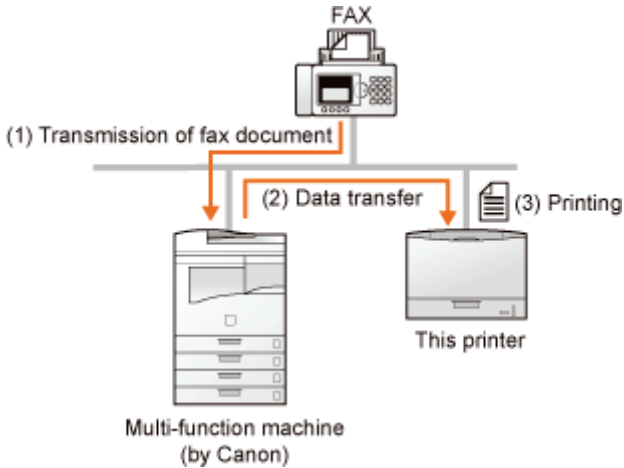 FAX
(1) Transmission of fax document
(2) Data transfer
(3) Printing
This printer
Multi-function machine
(by Canon)